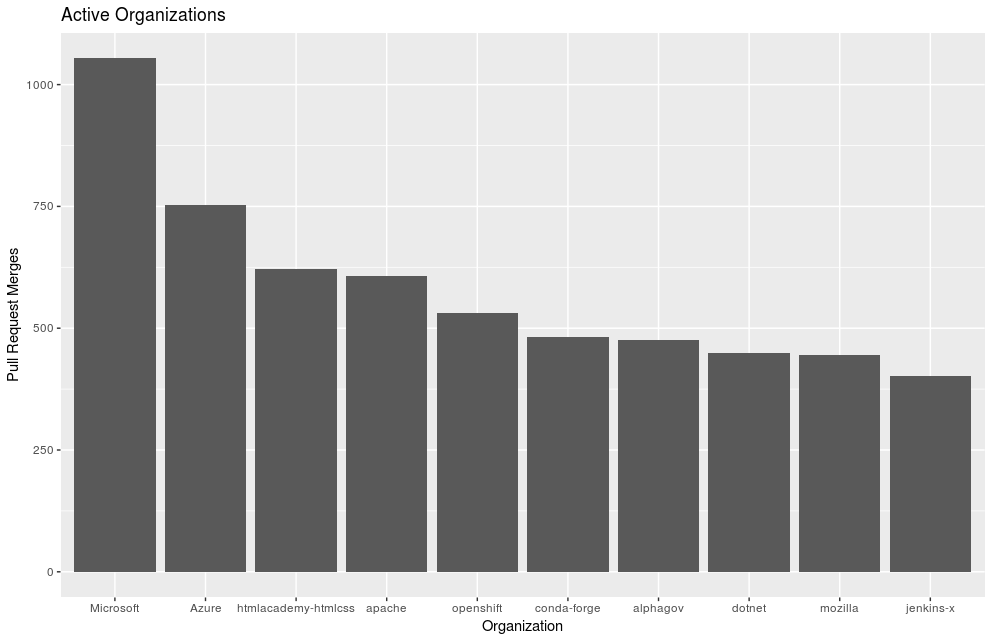 Active Organizations
Pull Request Merges
1000
750
500
250
0
Microsoft Azure htmlacademy-htmlcss apache openshift conda-forge alphagov dotnet mozilla jenkins-x
Organization